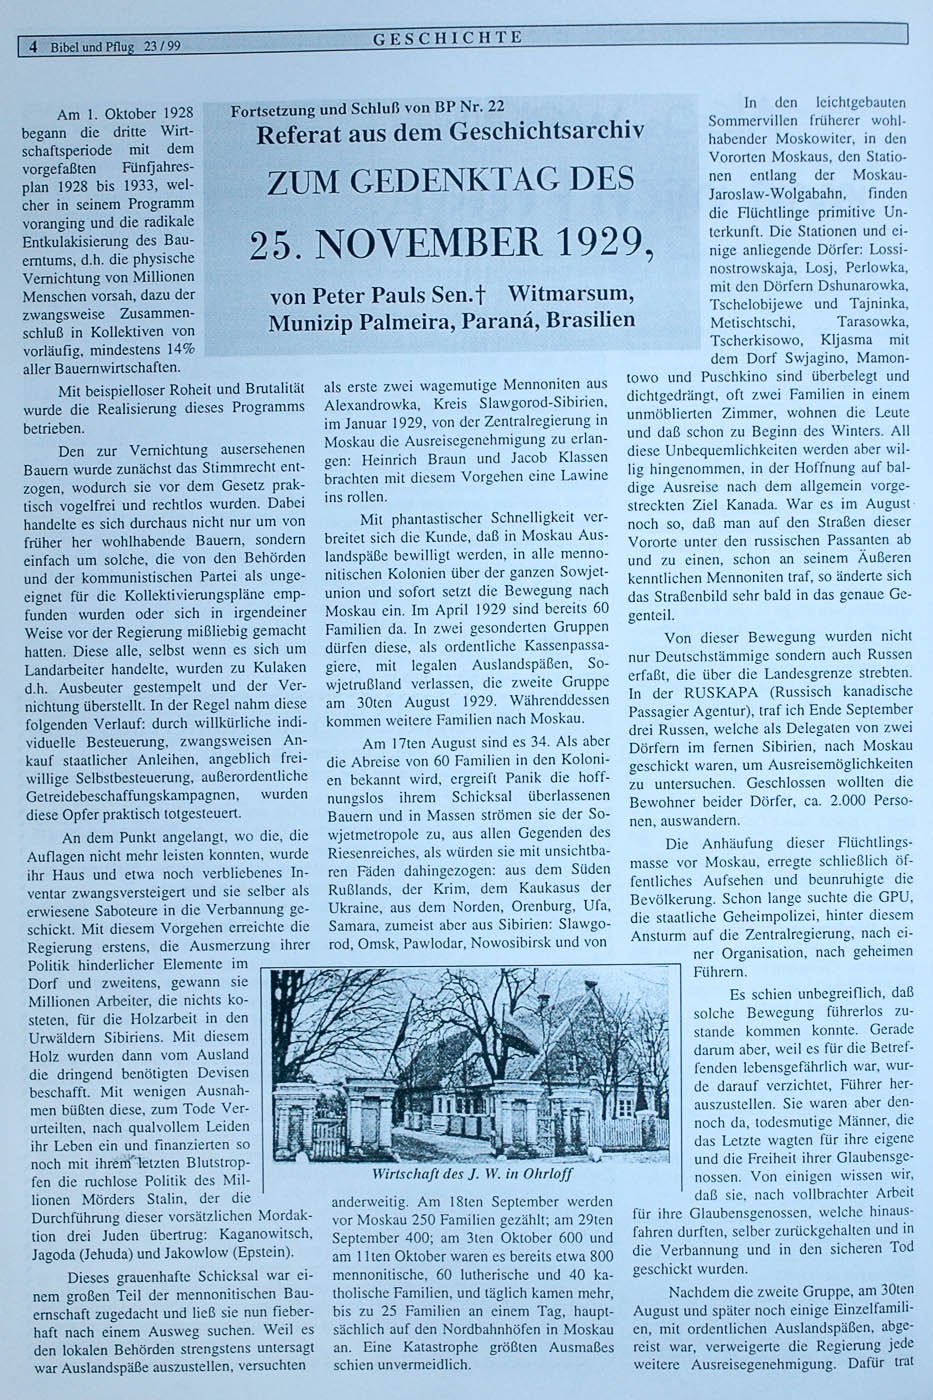 4 Bibel und Pflug 23/99
GESCHICHTE
Fortsetzung und Schluß von BP Nr. 22
Referat aus dem Geschichtsarchiv
ZUM GEDENKTAG DES
25. NOVEMBER 1929,
von Peter Pauls Sen.† Witmarsum,
Munizip Palmeira, Paraná, Brasilien
Am 1. Oktober 1928
begann die dritte Wirt-
schaftsperiode mit dem
vorgefaßten Fünfjahres-
plan 1928 bis 1933, wel-
cher in seinem Programm
voranging und die radikale
Entkulakisierung des Bau-
erntums, d.h. die physische
Vernichtung von Millionen
Menschen vorsah, dazu der
zwangsweise Zusammen-
schluß in Kollektiven von
vorläufig, mindestens 14%
aller Bauernwirtschaften.
Mit beispielloser Roheit und Brutalität
wurde die Realisierung dieses Programms
betrieben.
Den zur Vernichtung ausersehenen
Bauern wurde zunächst das Stimmrecht ent-
zogen, wodurch sie vor dem Gesetz prak-
tisch vogelfrei und rechtlos wurden. Dabei
handelte es sich durchaus nicht nur um von
früher her wohlhabende Bauern, sondern
einfach um solche, die von den Behörden
und der kommunistischen Partei als unge-
eignet für die Kollektivierungspläne emp-
funden wurden oder sich in irgendeiner
Weise vor der Regierung mißliebig gemacht
hatten. Diese alle, selbst wenn es sich um
Landarbeiter handelte, wurden zu Kulaken
d.h. Ausbeuter gestempelt und der Ver-
nichtung überstellt. In der Regel nahm diese
folgenden Verlauf: durch willkürliche indi-
viduelle Besteuerung, zwangsweisen An-
kauf staatlicher Anleihen, angeblich frei-
willige Selbstbesteuerung, außerordentliche
Getreidebeschaffungskampagnen, wurden
diese Opfer praktisch totgesteuert.
An dem Punkt angelangt, wo die, die
Auflagen nicht mehr leisten konnten, wurde
ihr Haus und etwa noch verbliebenes In-
ventar zwangsversteigert und sie selber als
erwiesene Saboteure in die Verbannung ge-
schickt. Mit diesem Vorgehen erreichte die
Regierung erstens, die Ausmerzung ihrer
Politik hinderlicher Elemente im
Dorf und zweitens, gewann sie
Millionen Arbeiter, die nichts ko-
steten, für die Holzarbeit in den
Urwäldern Sibiriens. Mit diesem
Holz wurden dann vom Ausland
die dringend benötigten Devisen
beschafft. Mit wenigen Ausnah-
men büßten diese, zum Tode Ver-
urteilten, nach qualvollem Leiden
ihr Leben ein und finanzierten so
noch mit ihrem letzten Blutstrop-
fen die ruchlose Politik des Mil-
lionen Mörders Stalin, der die
Durchführung dieser vorsätzlichen Mordak-
tion drei Juden übertrug: Kaganowitsch,
Jagoda (Jehuda) und Jakowlow (Epstein).
Dieses grauenhafte Schicksal war ei-
nem großen Teil der mennonitischen Bau-
ernschaft zugedacht und ließ sie nun fieber-
haft nach einem Ausweg suchen. Weil es
den lokalen Behörden strengstens untersagt
war Auslandspäße auszustellen, versuchten
als erste zwei wagemutige Mennoniten aus
Alexandrowka, Kreis Slawgorod-Sibirien,
im Januar 1929, von der Zentralregierung in
Moskau die Ausreisegenehmigung zu erlan-
gen: Heinrich Braun und Jacob Klassen
brachten mit diesem Vorgehen eine Lawine
ins rollen.
Mit phantastischer Schnelligkeit ver-
breitet sich die Kunde, daß in Moskau Aus-
landspäße bewilligt werden, in alle menno-
nitischen Kolonien über der ganzen Sowjet-
union und sofort setzt die Bewegung nach
Moskau ein. Im April 1929 sind bereits 60
Familien da. In zwei gesonderten Gruppen
dürfen diese, als ordentliche Kassenpassa-
giere, mit legalen Auslandspäßen, So-
wjetrußland verlassen, die zweite Gruppe
am 30ten August 1929. Währenddessen
kommen weitere Familien nach Moskau.
Am 17ten August sind es 34. Als aber
die Abreise von 60 Familien in den Koloni-
en bekannt wird, ergreift Panik die hoff-
nungslos ihrem Schicksal überlassenen
Bauern und in Massen strömen sie der So-
wjetmetropole zu, aus allen Gegenden des
Riesenreiches, als würden sie mit unsichtba-
ren Fäden dahingezogen: aus dem Süden
Rußlands, der Krim, dem Kaukasus der
Ukraine, aus dem Norden, Orenburg, Ufa,
Samara, zumeist aber aus Sibirien: Slawgo-
rod, Omsk, Pawlodar, Nowosibirsk und von
Wirtschaft des J. W. in Ohrloff
anderweitig. Am 18ten September werden
vor Moskau 250 Familien gezählt; am 29ten
September 400; am 3ten Oktober 600 und
am 11ten Oktober waren es bereits etwa 800
mennonitische, 60 lutherische und 40 ka-
tholische Familien, und täglich kamen mehr,
bis zu 25 Familien an einem Tag, haupt-
sächlich auf den Nordbahnhöfen in Moskau
an. Eine Katastrophe größten Ausmaßes
schien unvermeidlich.
In den leichtgebauten
Sommervillen früherer wohl-
habender Moskowiter, in den
Vororten Moskaus, den Statio-
nen entlang der Moskau-
Jaroslaw-Wolgabahn, finden
die Flüchtlinge primitive Un-
terkunft. Die Stationen und ei-
nige anliegende Dörfer: Lossi-
nostrowskaja, Losj, Perlowka,
mit den Dörfern Dshunarowka,
Tschelobijewe und Tajninka,
Metischtschi, Tarasowka,
Tscherkisowo, Kljasma mit
dem Dorf Swjagino, Mamon-
towo und Puschkino sind überbelegt und
dichtgedrängt, oft zwei Familien in einem
unmöblierten Zimmer, wohnen die Leute
und daß schon zu Beginn des Winters. All
diese Unbequemlichkeiten werden aber wil-
lig hingenommen, in der Hoffnung auf bal-
dige Ausreise nach dem allgemein vorge-
streckten Ziel Kanada. War es im August
noch so, daß man auf den Straßen dieser
Vororte unter den russischen Passanten ab
und zu einen, schon an seinem Äußeren
kenntlichen Mennoniten traf, so änderte sich
das Straßenbild sehr bald in das genaue Ge-
genteil.
Von dieser Bewegung wurden nicht
nur Deutschstämmige sondern auch Russen
erfaßt, die über die Landesgrenze strebten.
In der RUSKAPA (Russisch kanadische
Passagier Agentur), traf ich Ende September
drei Russen, welche als Delegaten von zwei
Dörfern im fernen Sibirien, nach Moskau
geschickt waren, um Ausreisemöglichkeiten
zu untersuchen. Geschlossen wollten die
Bewohner beider Dörfer, ca. 2.000 Perso-
nen, auswandern.
Die Anhäufung dieser Flüchtlings-
masse vor Moskau, erregte schließlich öf-
fentliches Aufsehen und beunruhigte die
Bevölkerung. Schon lange suchte die GPU,
die staatliche Geheimpolizei, hinter diesem
Ansturm auf die Zentralregierung, nach ei-
ner Organisation, nach geheimen
Führern.
Es schien unbegreiflich, daß
solche Bewegung führerlos zu-
stande kommen konnte. Gerade
darum aber, weil es für die Betref-
fenden lebensgefährlich war, wur-
de darauf verzichtet, Führer her-
auszustellen. Sie waren aber den-
noch da, todesmutige Männer, die
das Letzte wagten für ihre eigene
und die Freiheit ihrer Glaubensge-
nossen. Von einigen wissen wir,
daß sie, nach vollbrachter Arbeit
für ihre Glaubensgenossen, welche hinaus-
fahren durften, selber zurückgehalten und in
die Verbannung und in den sicheren Tod
geschickt wurden.
Nachdem die zweite Gruppe, am 30ten
August und später noch einige Einzelfamili-
en, mit ordentlichen Auslandspäßen, abge-
reist war, verweigerte die Regierung jede
weitere Ausreisegenehmigung. Dafür trat